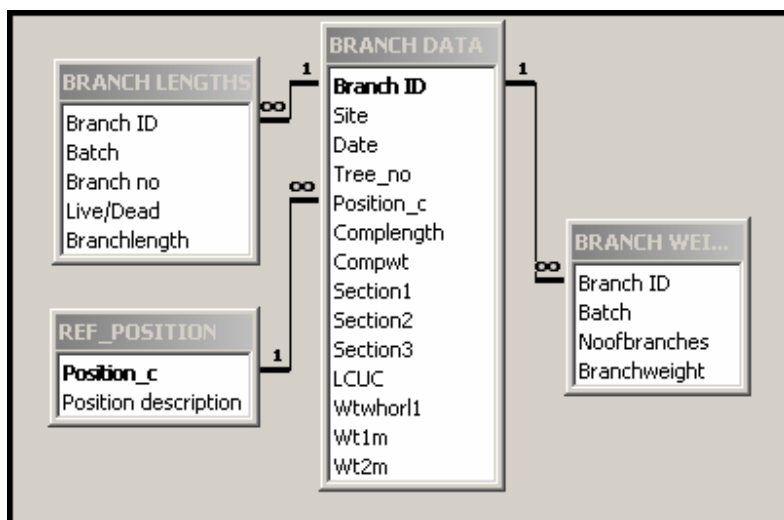 BRANCH LENGTHS
Branch ID
Batch
Branch no
Live/Dead
Branchlength
1
∞
BRANCH DATA
Branch ID
Site
Date
Tree_no
Position_c
Complength
Compwt
Section1
Section2
Section3
LCUC
Wtwhorl1
Wt1m
Wt2m
1
∞
BRANCH WEI...
Branch ID
Batch
Noofbranches
Branchweight
REF_POSITION
Position_c
Position description
1
∞